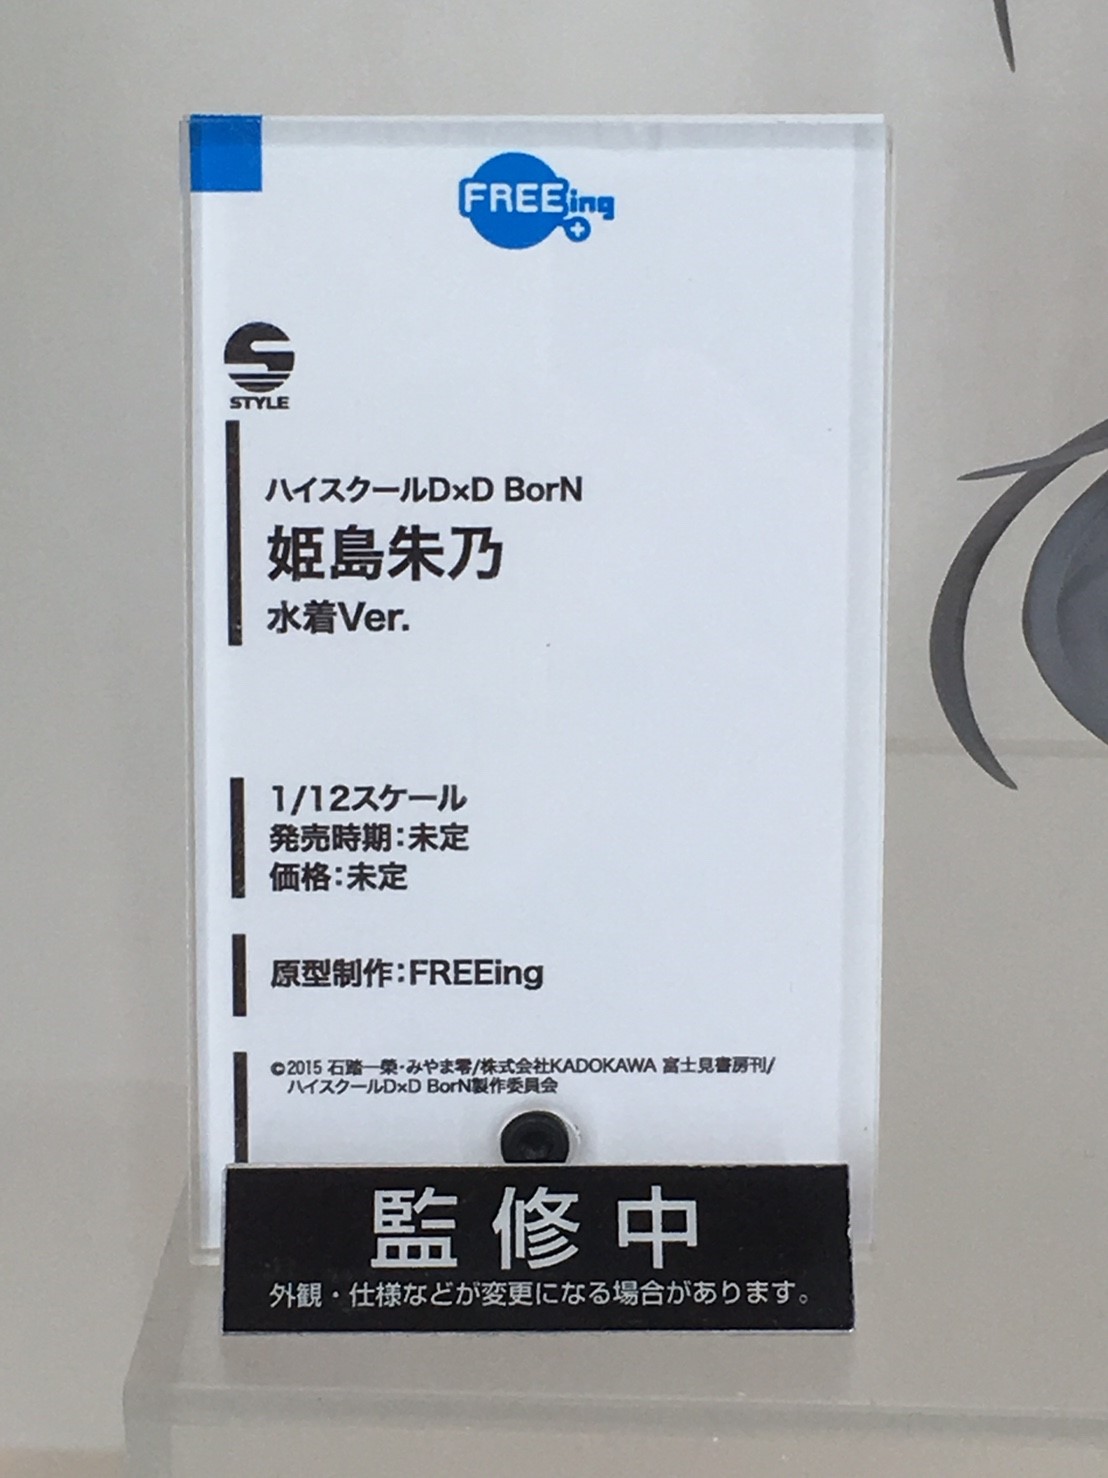 FREEing
S
STYLE
ハイスクールD×D BorN
姫島朱乃
水着Ver.
1/12スケール
発売時期：未定
価格：未定
原型制作：FREEing
©2015 石踏一榮・みやま零/株式会社KADOKAWA 富士見書房刊/
ハイスクールD×D BorN製作委員会
監修中
外観・仕様などが変更になる場合があります。